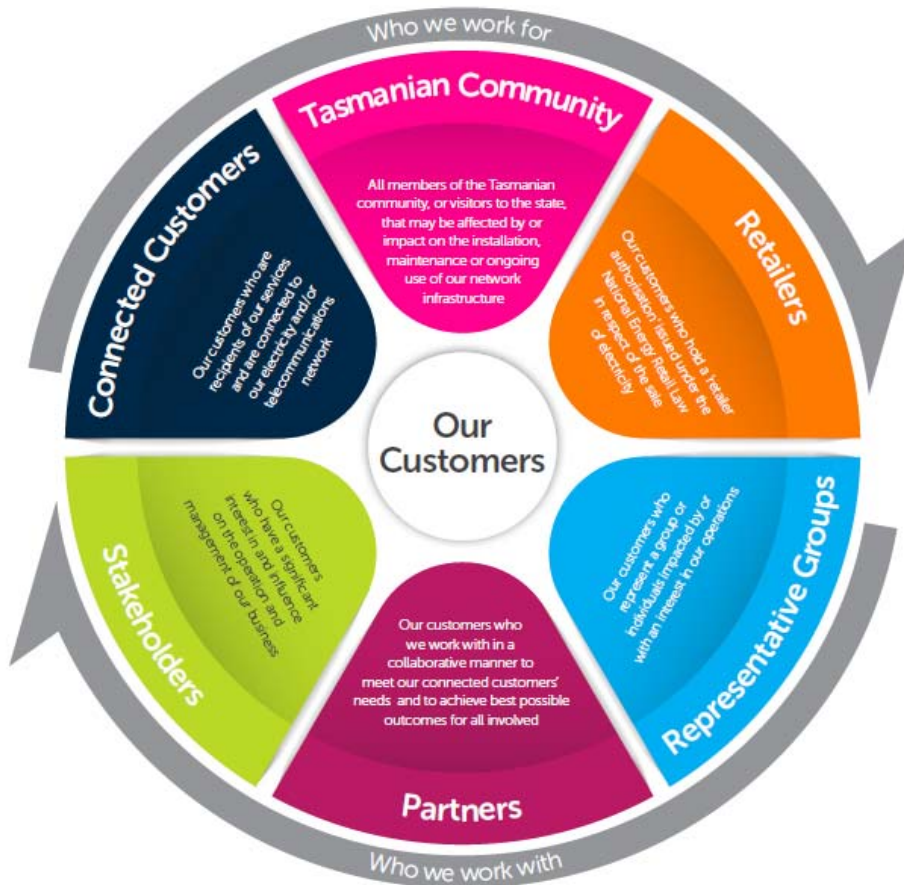 Who we work for
Tasmanian Community
All members of the Tasmanian
community, or visitors to the state,
that may be affected by or
impact on the installation,
maintenance or ongoing
use of our network
infrastructure
Retailers
Our customers who hold a 'retailer
authorisation' issued under the
National Energy Retail Law
in respect of the sale
of electricity
Representative Groups
Our customers who
represent a group or
individuals impacted by or
with an interest in our operations
Partners
Our customers who
we work with in a
collaborative manner to
meet our connected customers'
needs and to achieve best possible
outcomes for all involved
Stakeholders
Our customers
who have a significant
interest in and influence
on the operation and
management of our business
Connected Customers
Our customers who are
recipients of our services
and are connected to
our electricity and/or
telecommunications
network
Our
Customers
Who we work with